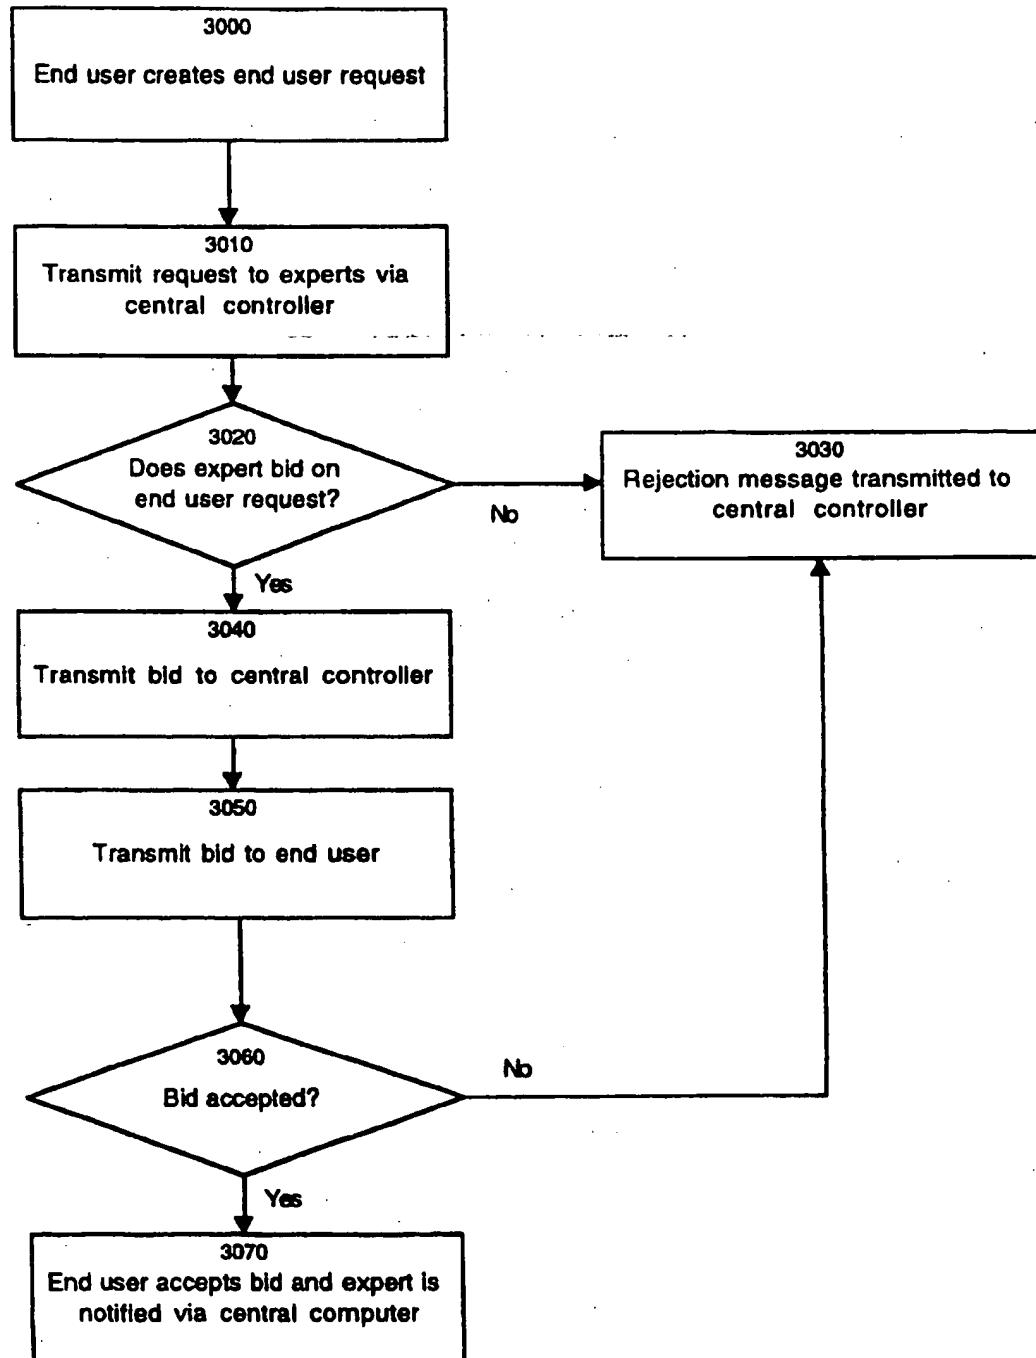 3000
End user creates end user request
3010
Transmit request to experts via
central controller
3020
Does expert bid on
end user request?
No
3030
Rejection message transmitted to
central controller
Yes
3040
Transmit bid to central controller
3050
Transmit bid to end user
3060
Bid accepted?
No
Yes
3070
End user accepts bid and expert is
notified via central computer